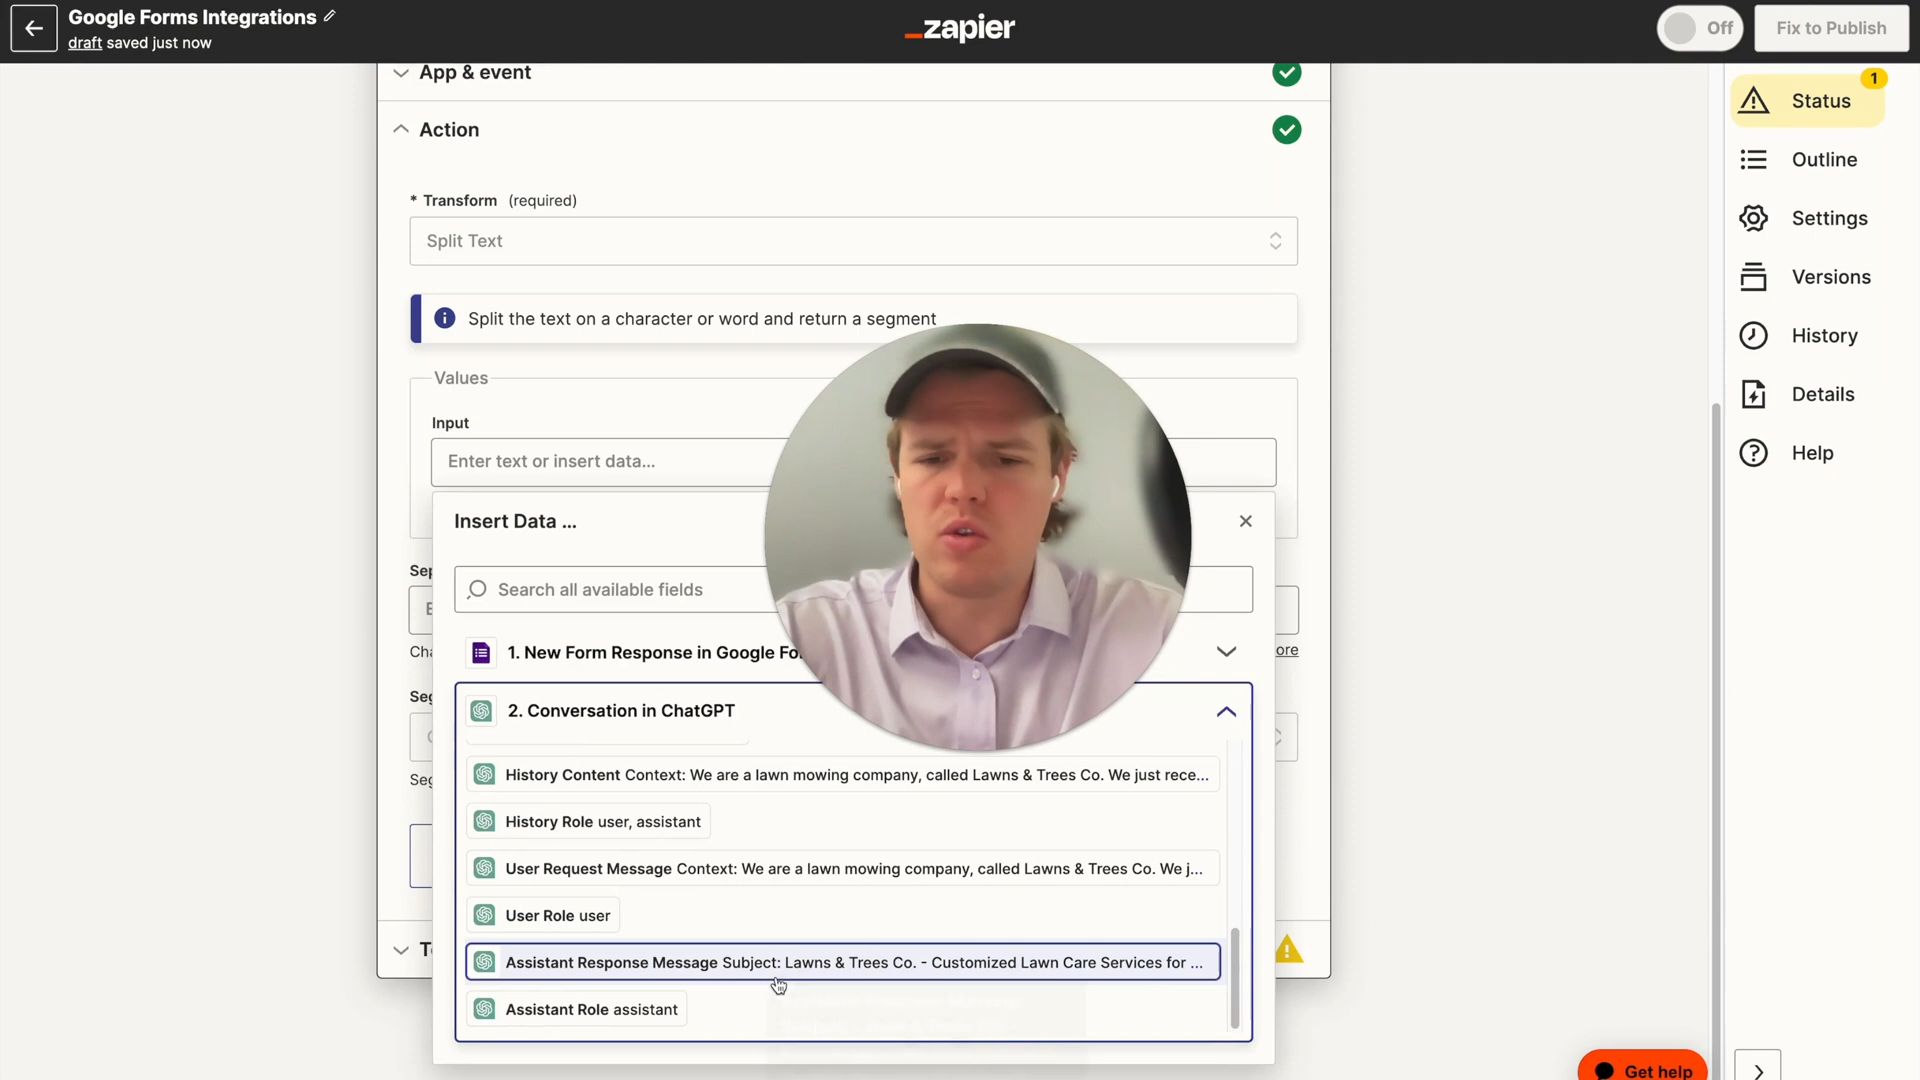 Google Forms Integrations
draft saved just now
zapier
Off
Fix to Publish
App & event
Action
* Transform (required)
Split Text
Split the text on a character or word and return a segment
Values
Input
Enter text or insert data...
Insert Data ...
Search all available fields
1. New Form Response in Google Fo
2. Conversation in ChatGPT
History Content Context: We are a lawn mowing company, called Lawns & Trees Co. We just rece...
History Role user, assistant
User Request Message Context: We are a lawn mowing company, called Lawns & Trees Co. We j...
User Role user
Assistant Response Message Subject: Lawns & Trees Co. - Customized Lawn Care Services for ...
Assistant Role assistant
Sep
Cha
ore
Seg
Seg
1
Status
Outline
Settings
Versions
History
Details
Help
Get help